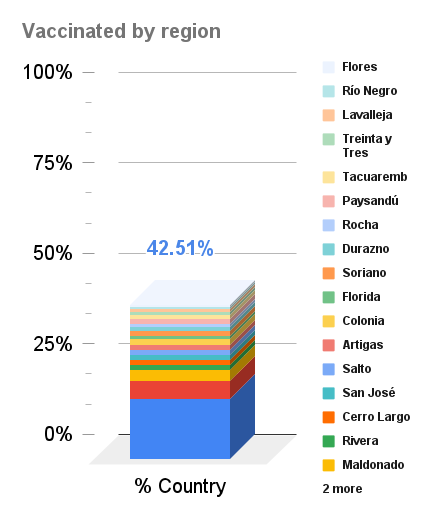 Vaccinated by region
100%
75%
50%
25%
0%
42.51%
% Country
Flores
Río Negro
Lavalleja
Treinta y
Tres
Tacuaremb
Paysandú
Rocha
Durazno
Soriano
Florida
Colonia
Artigas
Salto
San José
Cerro Largo
Rivera
Maldonado
2 more